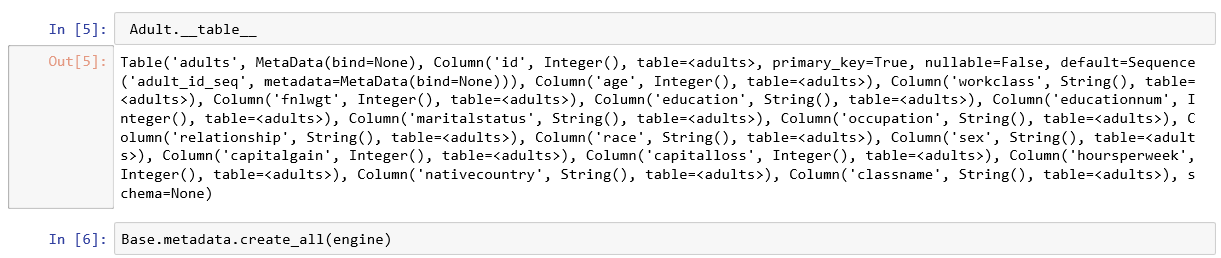 In [5]: Adult.__table__
Out[5]: Table('adults', MetaData(bind=None), Column('id', Integer(), table=<adults>, primary_key=True, nullable=False, default=Sequence
('adult_id_seq', metadata=MetaData(bind=None))), Column('age', Integer(), table=<adults>), Column('workclass', String(), table=
<adults>), Column('fnlwgt', Integer(), table=<adults>), Column('education', String(), table=<adults>), Column('educationnum', I
nteger(), table=<adults>), Column('maritalstatus', String(), table=<adults>), Column('occupation', String(), table=<adults>), C
olumn('relationship', String(), table=<adults>), Column('race', String(), table=<adults>), Column('sex', String(), table=<adult
s>), Column('capitalgain', Integer(), table=<adults>), Column('capitalloss', Integer(), table=<adults>), Column('hoursperweek',
Integer(), table=<adults>), Column('nativecountry', String(), table=<adults>), Column('classname', String(), table=<adults>), s
chema=None)
In [6]: Base.metadata.create_all(engine)